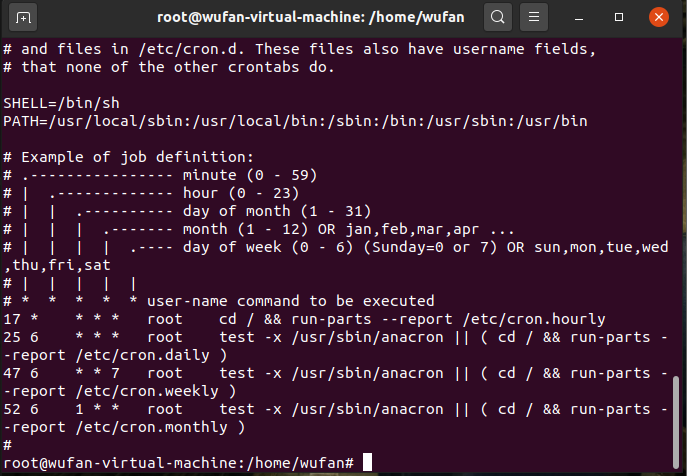 root@wufan-virtual-machine: /home/wufan
# and files in /etc/cron.d. These files also have username fields,
# that none of the other crontabs do.
SHELL=/bin/sh
PATH=/usr/local/sbin:/usr/local/bin:/sbin:/bin:/usr/sbin:/usr/bin
# Example of job definition:
# .---------------- minute (0 - 59)
# |  .------------- hour (0 - 23)
# |  |  .---------- day of month (1 - 31)
# |  |  |  .------- month (1 - 12) OR jan,feb,mar,apr ...
# |  |  |  |  .---- day of week (0 - 6) (Sunday=0 or 7) OR sun,mon,tue,wed
,thu,fri,sat
# |  |  |  |  |
# *  *  *  *  * user-name command to be executed
17 *    * * *   root    cd / && run-parts --report /etc/cron.hourly
25 6    * * *   root    test -x /usr/sbin/anacron || ( cd / && run-parts -
-report /etc/cron.daily )
47 6    * * 7   root    test -x /usr/sbin/anacron || ( cd / && run-parts -
-report /etc/cron.weekly )
52 6    1 * *   root    test -x /usr/sbin/anacron || ( cd / && run-parts -
-report /etc/cron.monthly )
#
root@wufan-virtual-machine:/home/wufan#